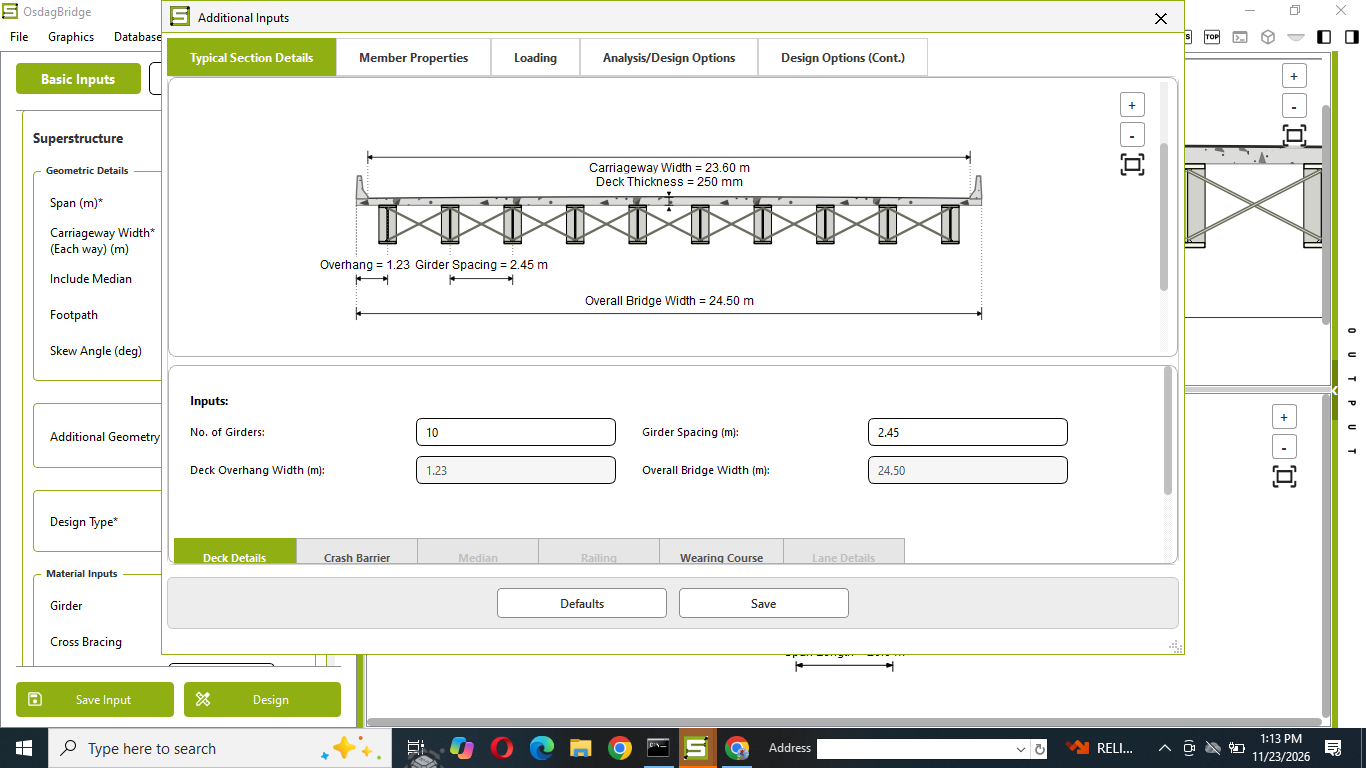 OsdagBridge
Additional Inputs
File Graphics Database
TOP
Basic Inputs
Typical Section Details Member Properties Loading Analysis/Design Options Design Options (Cont.)
+
-
+
-
Carriageway Width = 23.60 m
Deck Thickness = 250 mm
Overhang = 1.23 Girder Spacing = 2.45 m
Overall Bridge Width = 24.50 m
Superstructure
Geometric Details
Span (m)*
Carriageway Width*
(Each way) (m)
Include Median
Footpath
Skew Angle (deg)
Additional Geometry
Design Type*
Material Inputs
Girder
Cross Bracing
Inputs:
No. of Girders: 10 Girder Spacing (m): 2.45
Deck Overhang Width (m): 1.23 Overall Bridge Width (m): 24.50
Deck Details Crash Barrier Median Railing Wearing Course Lane Details
Defaults Save
+
-
OUTPUT
Save Input Design
Type here to search
Address
RELI...
1:13 PM
11/23/2026